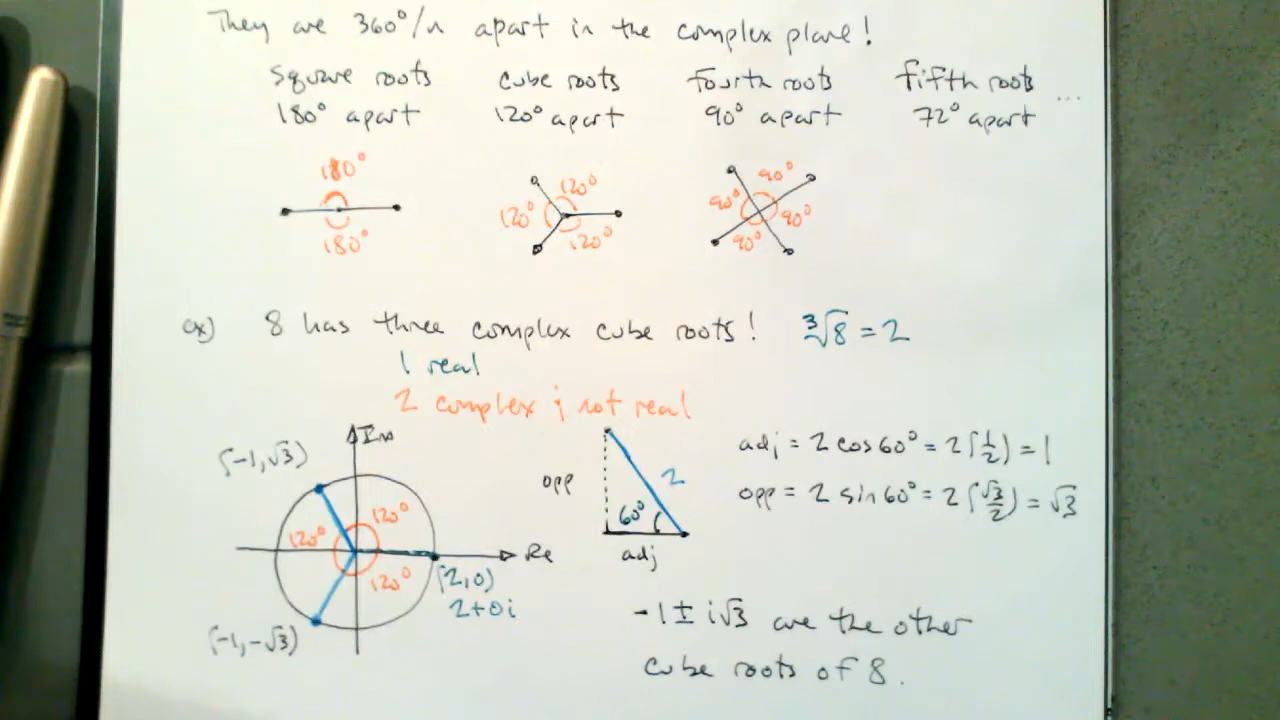 They are 360°/n apart in the complex plane!
square roots cube roots fourth roots fifth roots
180° apart 120° apart 90° apart 72° apart ...
180°
180°
120°
120°
120°
90°
90°
90°
90°
ex) 8 has three complex cube roots! ∛8 = 2
1 real
2 complex ; not real
Im
(-1, √3)
120°
120°
120°
Re
(2,0)
2+0i
(-1, -√3)
opp
2
60°
adj
adj = 2 cos 60° = 2(1/2) = 1
opp = 2 sin 60° = 2(√3/2) = √3
-1 ± i√3 are the other
cube roots of 8.